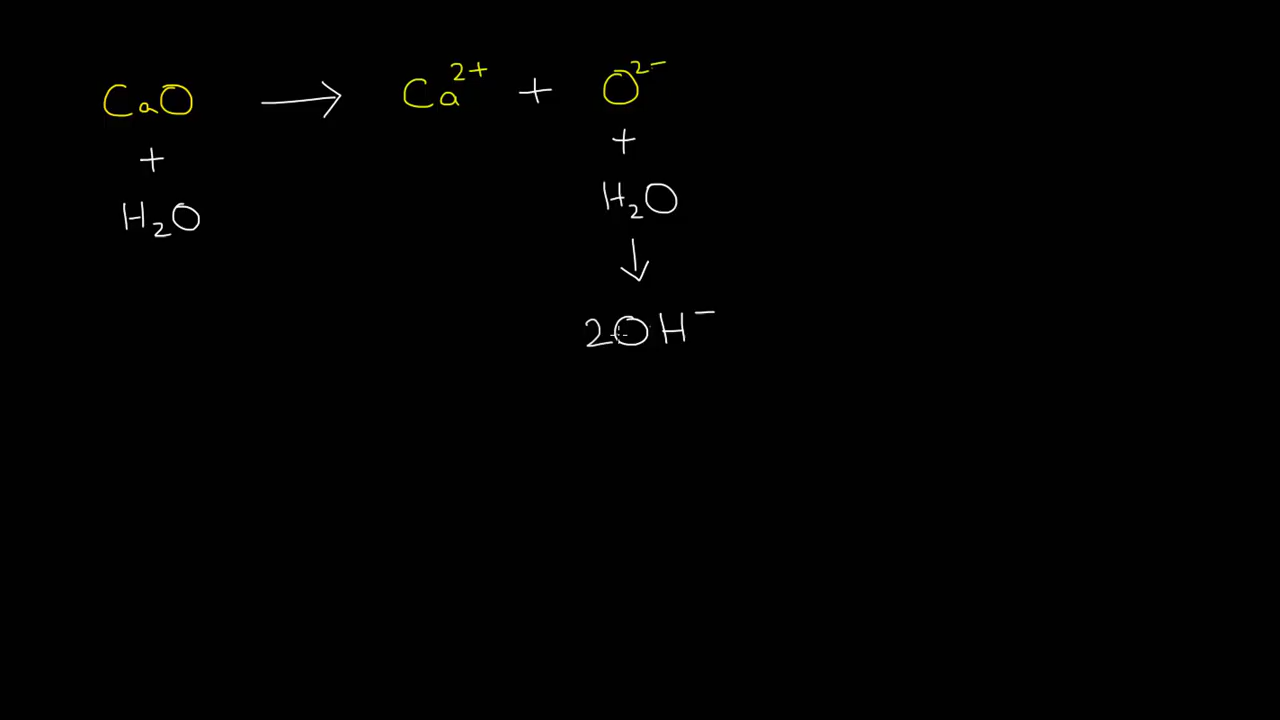 CaO → Ca²⁺ + O²⁻
+ +
H₂O H₂O
↓
2OH⁻